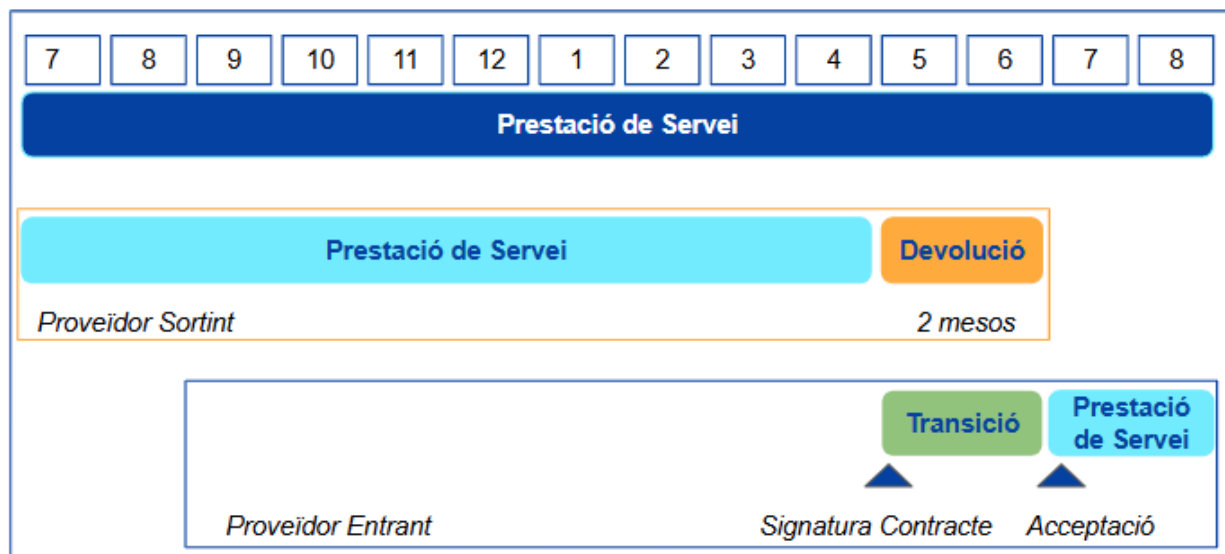 7 8 9 10 11 12 1 2 3 4 5 6 7 8
Prestació de Servei
Prestació de Servei Devolució
Proveïdor Sortint 2 mesos
Transició Prestació
de Servei
Proveïdor Entrant Signatura Contracte Acceptació